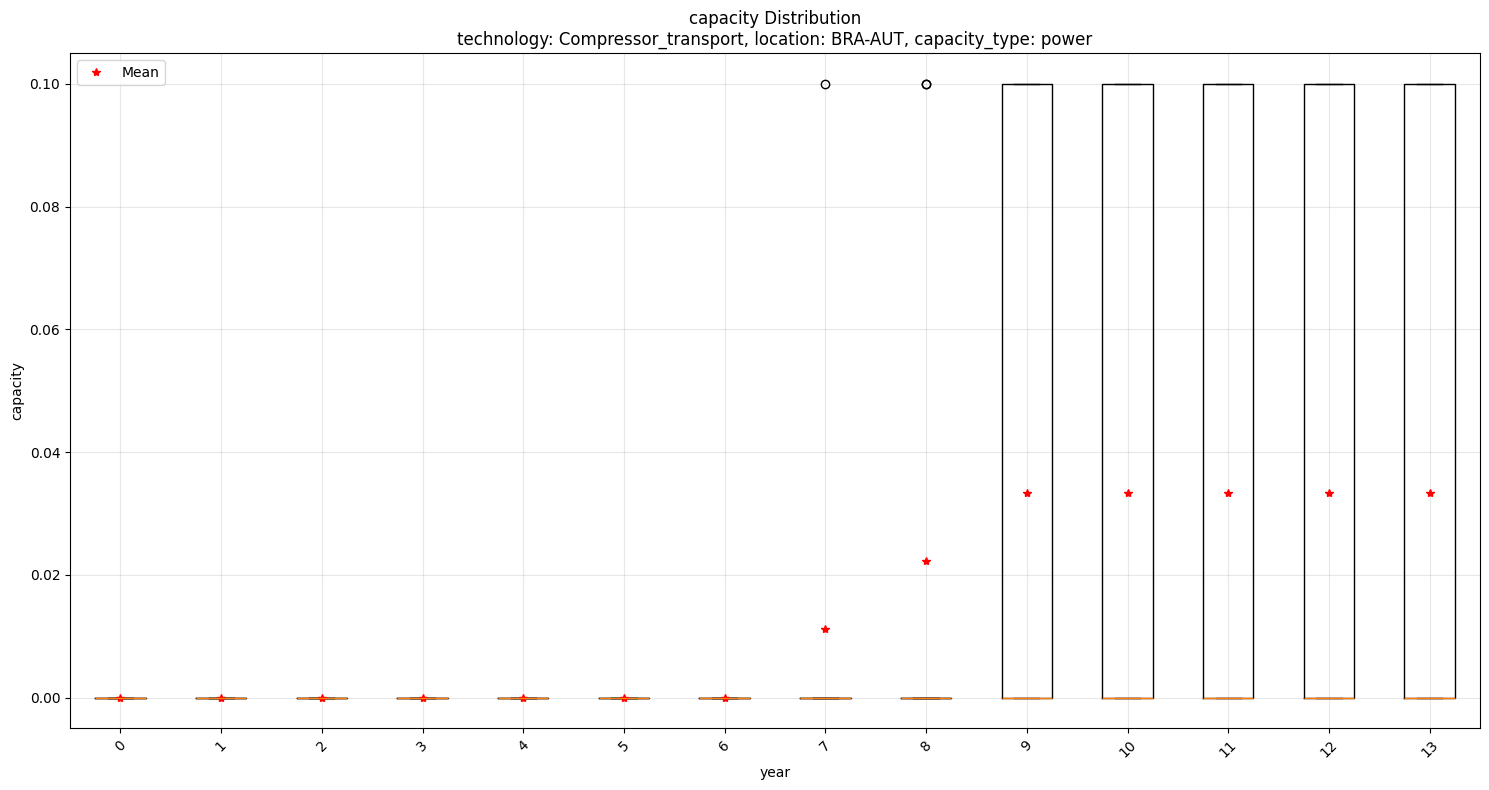 capacity Distribution
technology: Compressor_transport, location: BRA-AUT, capacity_type: power
Mean
0.10
0.08
0.06
0.04
0.02
0.00
capacity
0 1 2 3 4 5 6 7 8 9 10 11 12 13
year